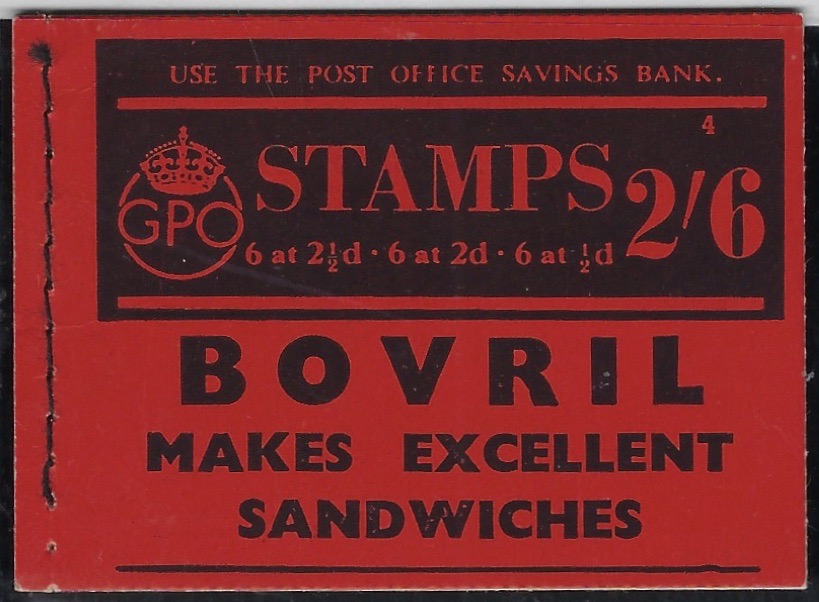 USE THE POST OFFICE SAVINGS BANK.
4
GPO
STAMPS 2/6
6 at 2½d · 6 at 2d · 6 at ½d
BOVRIL
MAKES EXCELLENT
SANDWICHES